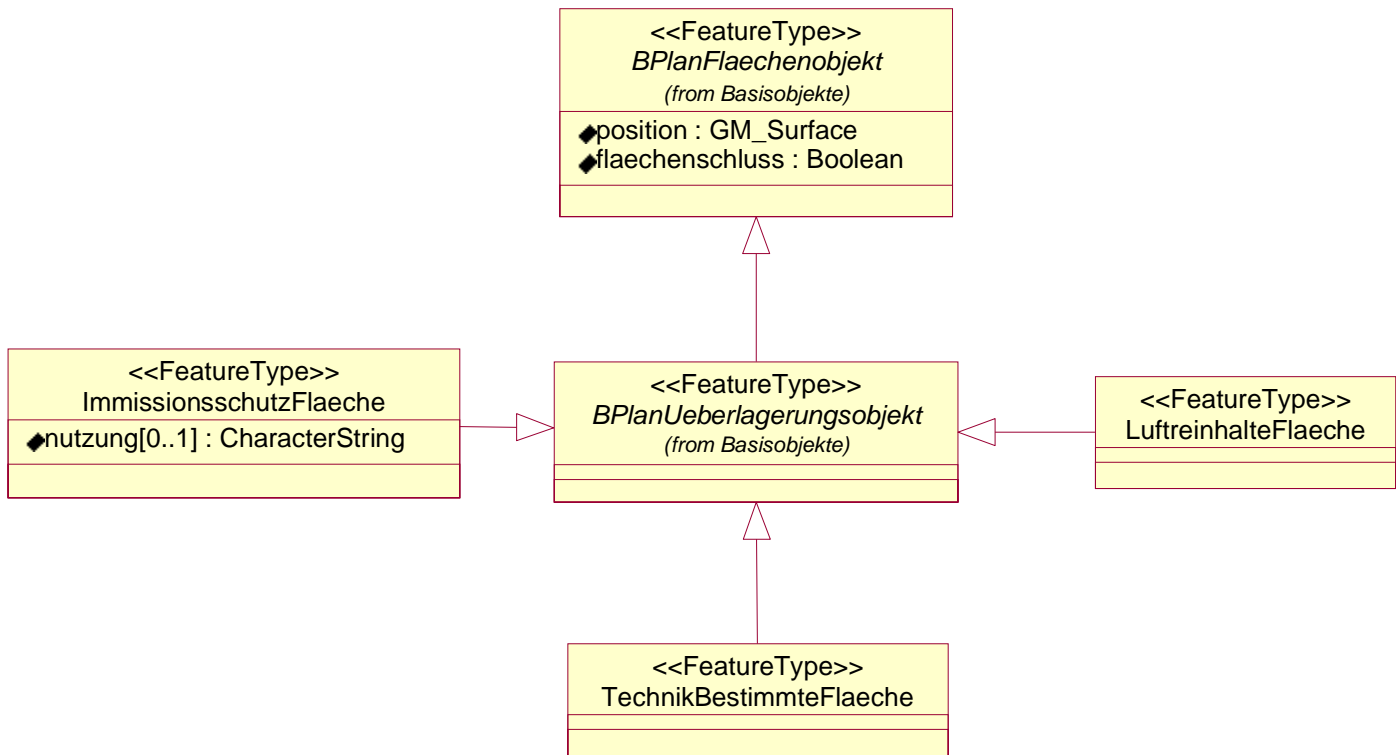 <<FeatureType>>
BPlanFlaechenobjekt
(from Basisobjekte)
position : GM_Surface
flaechenschluss : Boolean
<<FeatureType>>
ImmissionsschutzFlaeche
nutzung[0..1] : CharacterString
<<FeatureType>>
BPlanUeberlagerungsobjekt
(from Basisobjekte)
<<FeatureType>>
LuftreinhalteFlaeche
<<FeatureType>>
TechnikBestimmteFlaeche